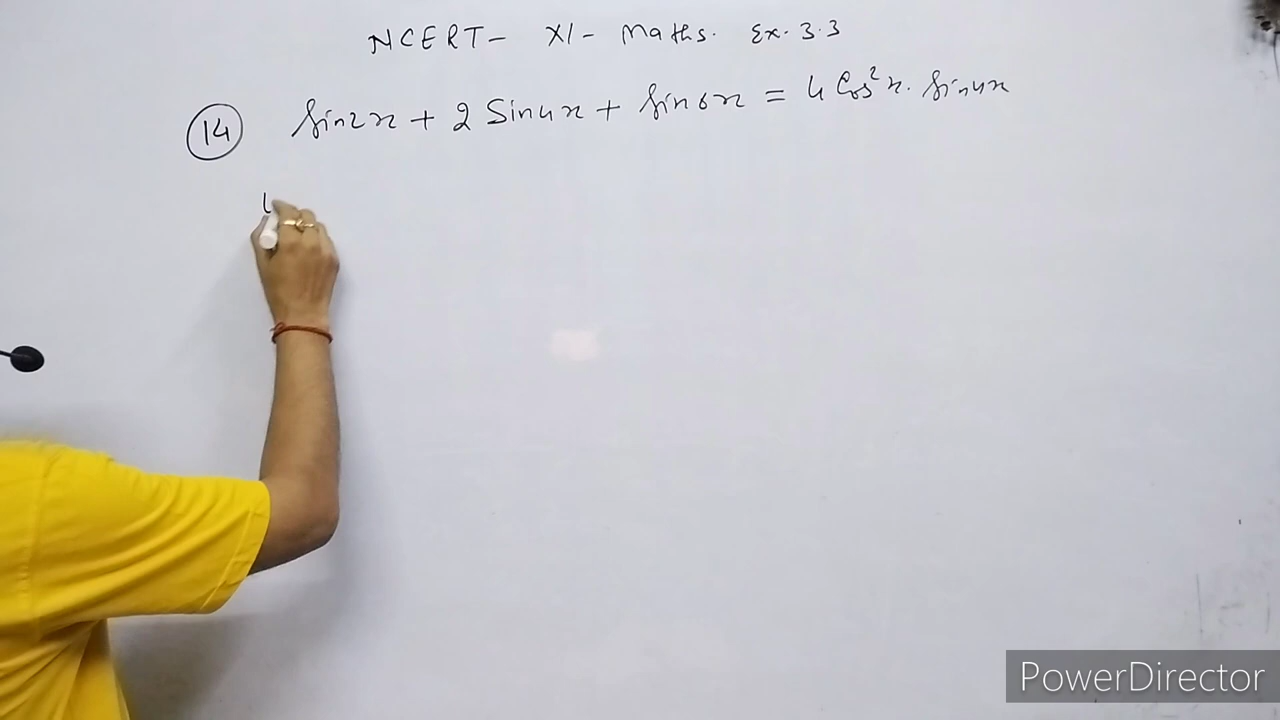 NCERT- XI- Maths. Ex. 3.3
14 Sin2x + 2 Sin4x + Sin6x = 4 Cos²x. Sin4x
L
PowerDirector